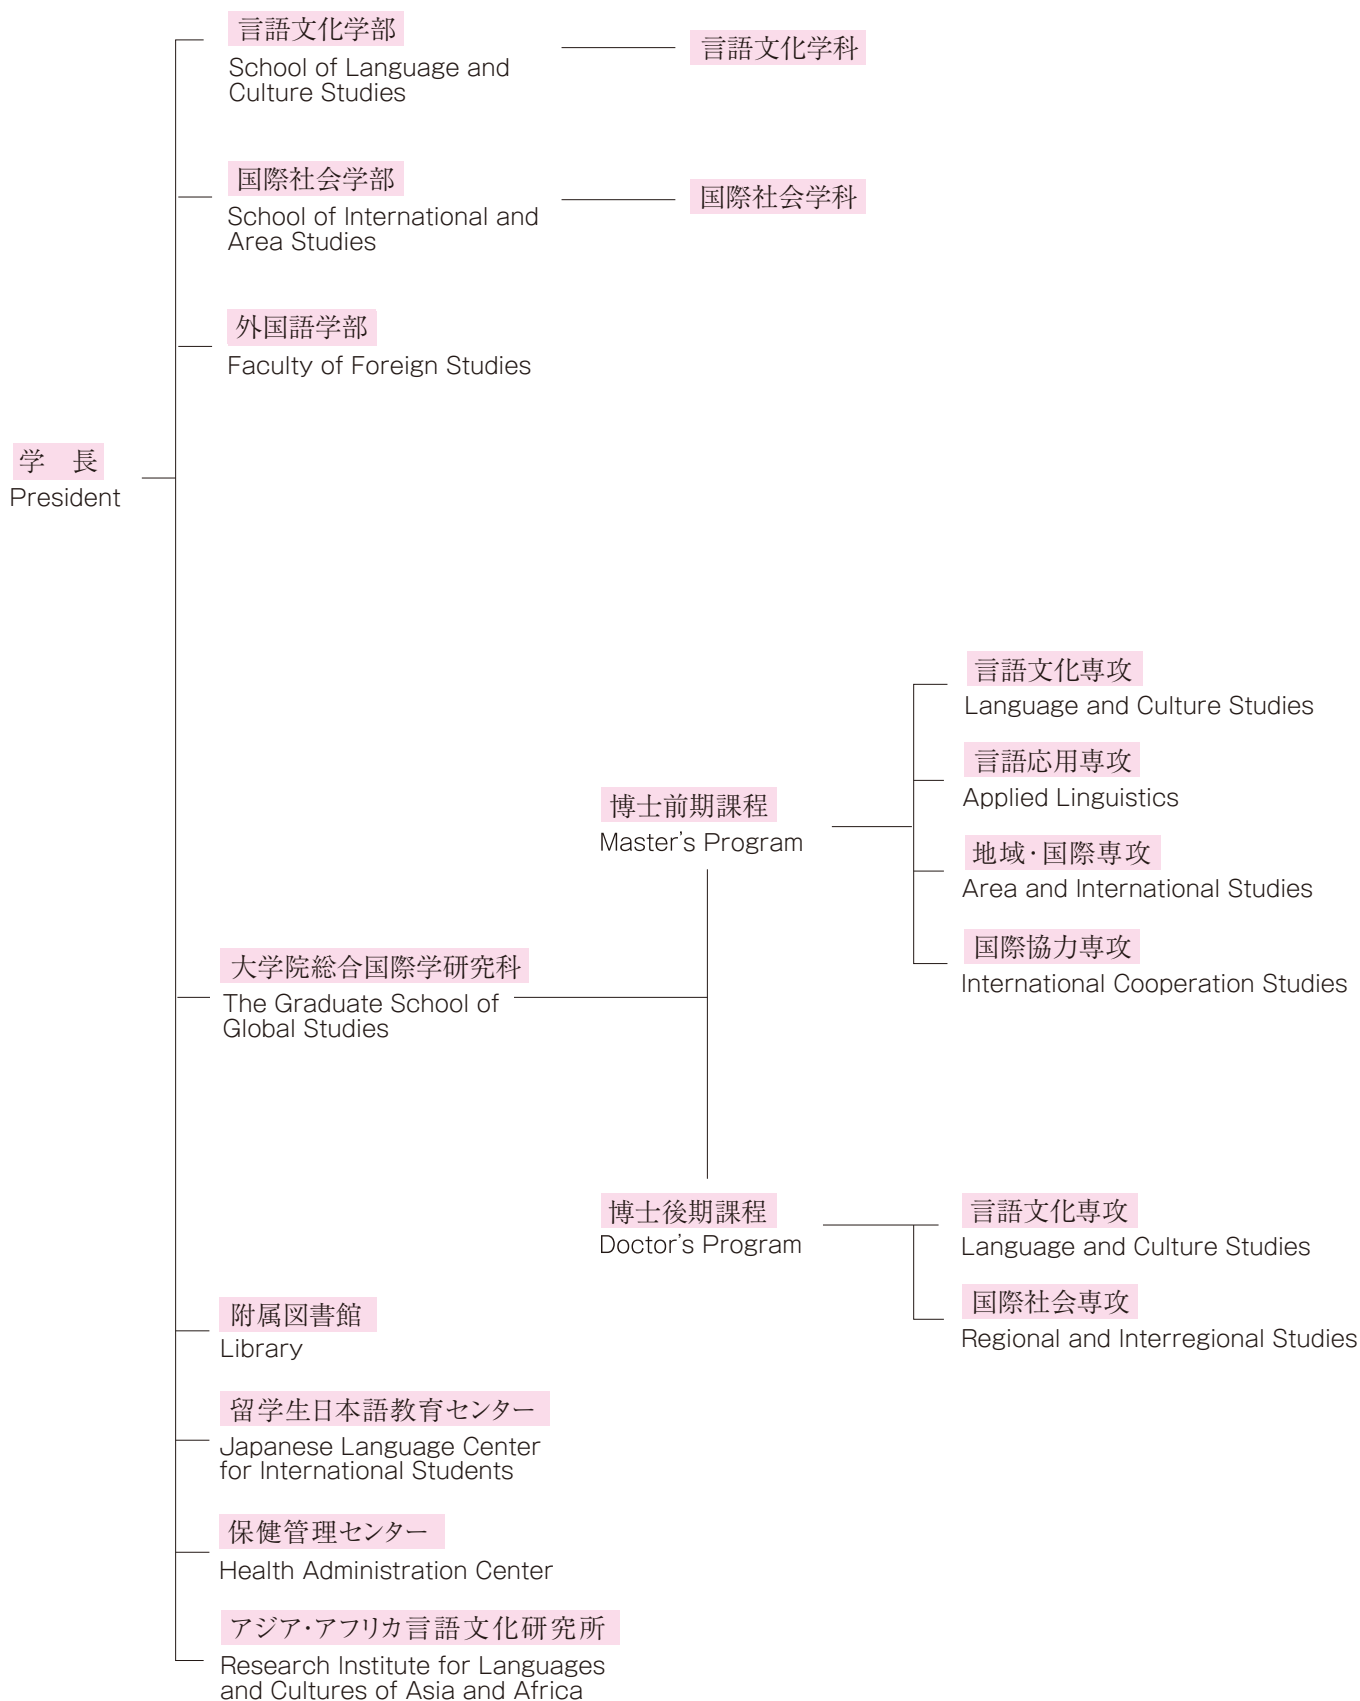 言語文化学部
School of Language and
Culture Studies
言語文化学科
国際社会学部
School of International and
Area Studies
国際社会学科
外国語学部
Faculty of Foreign Studies
学　長
President
大学院総合国際学研究科
The Graduate School of
Global Studies
博士前期課程
Master's Program
言語文化専攻
Language and Culture Studies
言語応用専攻
Applied Linguistics
地域・国際専攻
Area and International Studies
国際協力専攻
International Cooperation Studies
博士後期課程
Doctor's Program
言語文化専攻
Language and Culture Studies
国際社会専攻
Regional and Interregional Studies
附属図書館
Library
留学生日本語教育センター
Japanese Language Center
for International Students
保健管理センター
Health Administration Center
アジア・アフリカ言語文化研究所
Research Institute for Languages
and Cultures of Asia and Africa